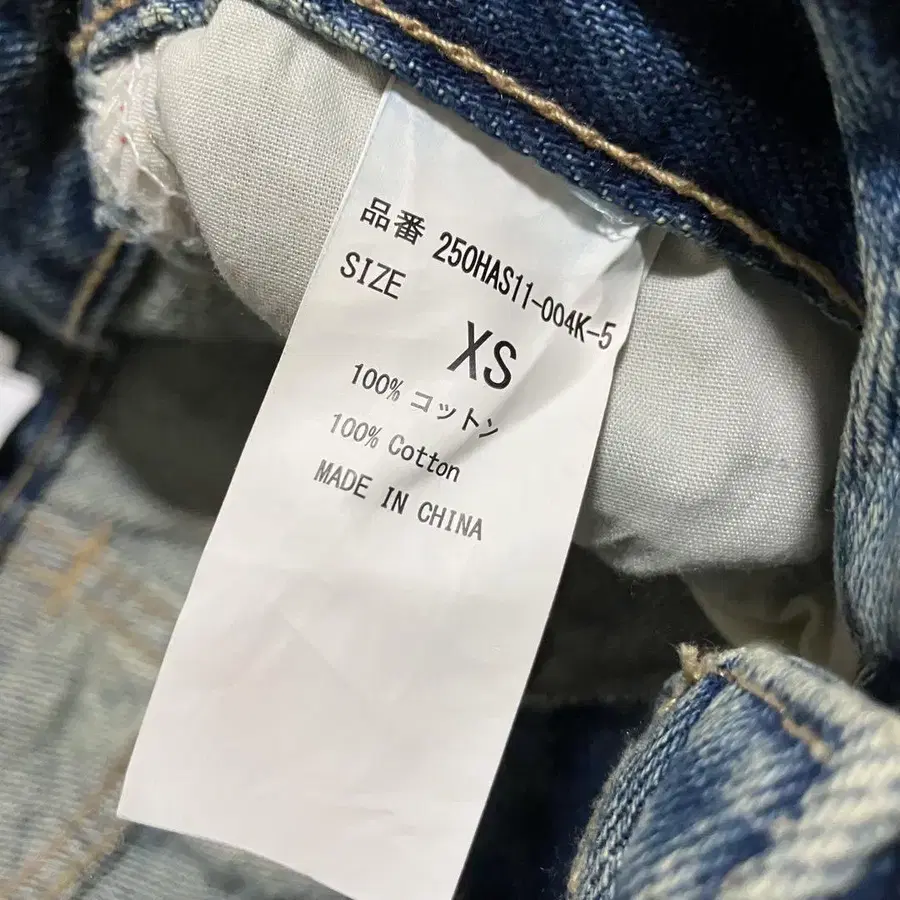 品番 250HAS11-004K-5
SIZE
XS
100% コットン
100% Cotton
MADE IN CHINA